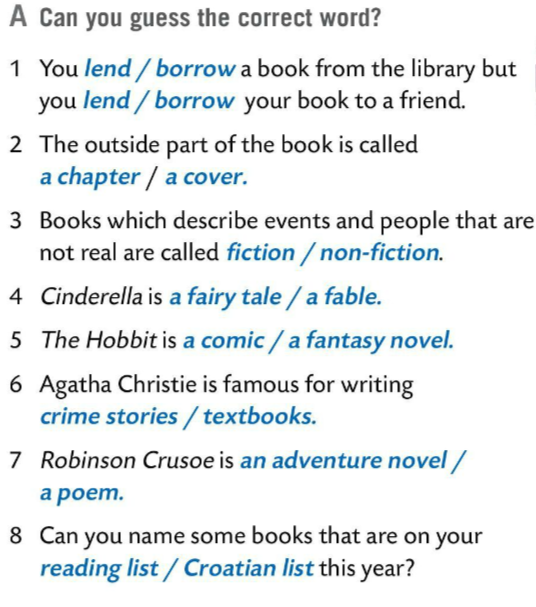 A Can you guess the correct word?
1 You lend / borrow a book from the library but
you lend / borrow your book to a friend.
2 The outside part of the book is called
a chapter / a cover.
3 Books which describe events and people that are
not real are called fiction / non-fiction.
4 Cinderella is a fairy tale / a fable.
5 The Hobbit is a comic / a fantasy novel.
6 Agatha Christie is famous for writing
crime stories / textbooks.
7 Robinson Crusoe is an adventure novel /
a poem.
8 Can you name some books that are on your
reading list / Croatian list this year?